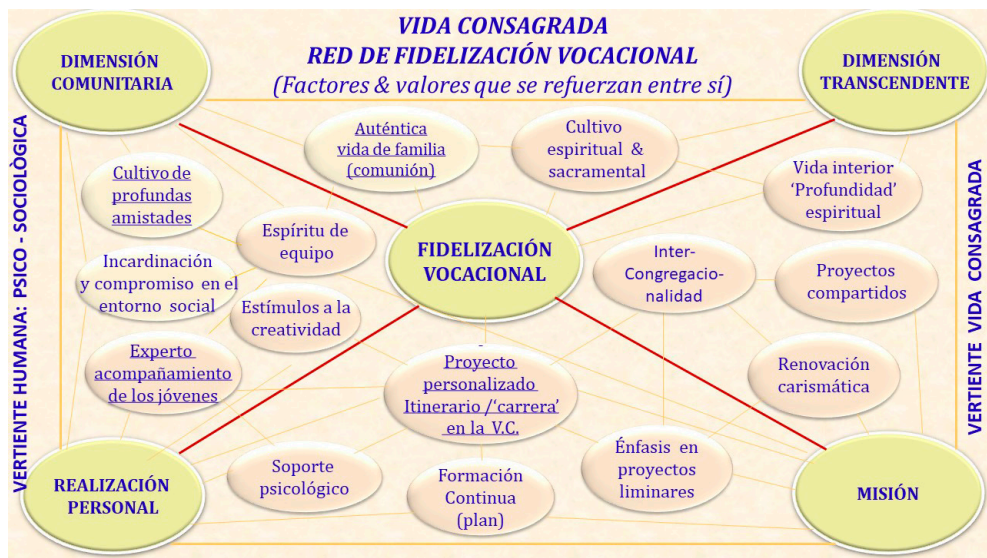 VIDA CONSAGRADA
RED DE FIDELIZACIÓN VOCACIONAL
(Factores & valores que se refuerzan entre sí)
DIMENSIÓN
COMUNITARIA
DIMENSIÓN
TRANSCENDENTE
VERTIENTE HUMANA: PSICO - SOCIOLÒGICA
VERTIENTE VIDA CONSAGRADA
Auténtica
vida de familia
(comunión)
Cultivo
espiritual &
sacramental
Cultivo de
profundas
amistades
Vida interior
‘Profundidad’
espiritual
Espíritu de
equipo
FIDELIZACIÓN
VOCACIONAL
Inter-
Congregacio-
nalidad
Proyectos
compartidos
Incardinación
y compromiso en el
entorno social
Estímulos a la
creatividad
Experto
acompañamiento
de los jóvenes
Proyecto
personalizado
Itinerario /‘carrera’
en la V.C.
Renovación
carismática
Soporte
psicológico
Formación
Continua
(plan)
Énfasis en
proyectos
liminares
REALIZACIÓN
PERSONAL
MISIÓN